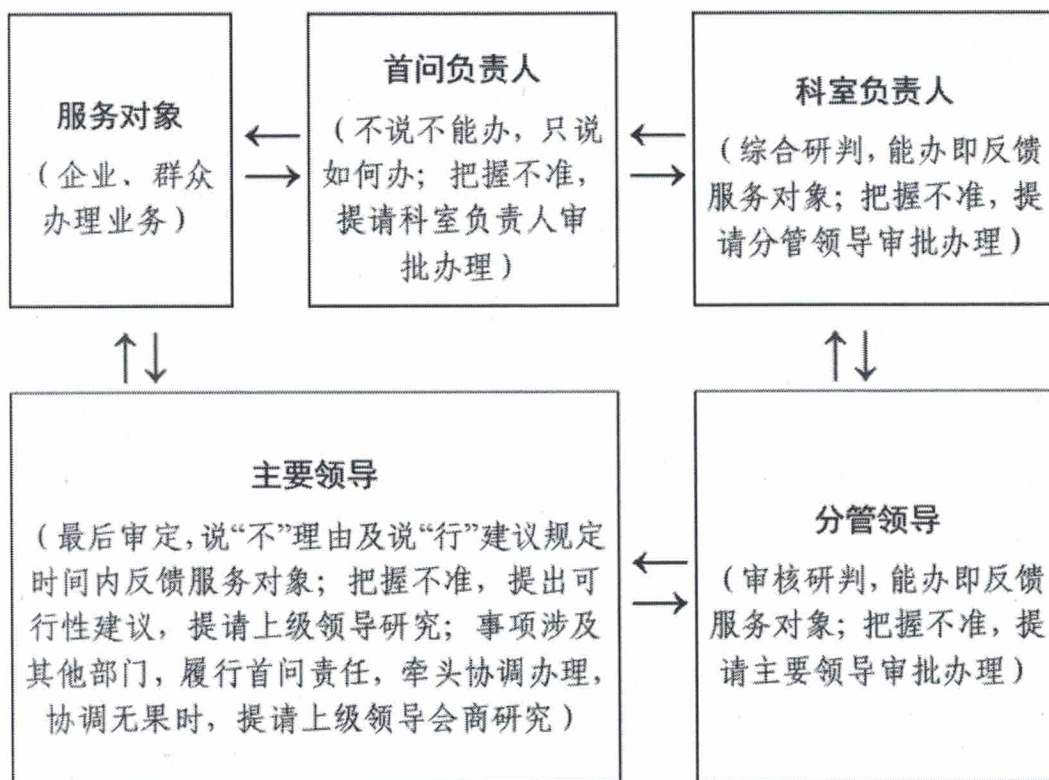 服务对象
（企业、群众
办理业务）
首问负责人
（不说不能办，只说
如何办；把握不准，
提请科室负责人审
批办理）
科室负责人
（综合研判，能办即反馈
服务对象；把握不准，提
请分管领导审批办理）
主要领导
（最后审定，说“不”理由及说“行”建议规定
时间内反馈服务对象；把握不准，提出可
行性建议，提请上级领导研究；事项涉及
其他部门，履行首问责任，牵头协调办理，
协调无果时，提请上级领导会商研究）
分管领导
（审核研判，能办即反馈
服务对象；把握不准，提
请主要领导审批办理）